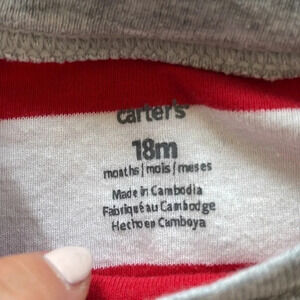 carter's
18m
months/mois/meses
Made in Cambodia
Fabriqué au Cambodge
Hecho en Camboya